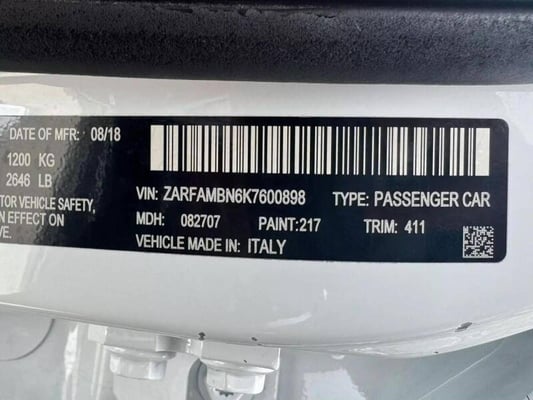 DATE OF MFR: 08/18
1200 KG
2646 LB
VIN: ZARFAMBN6K7600898 TYPE: PASSENGER CAR
TOR VEHICLE SAFETY,
MDH: 082707 PAINT:217 TRIM: 411
N EFFECT ON
VE.
VEHICLE MADE IN: ITALY